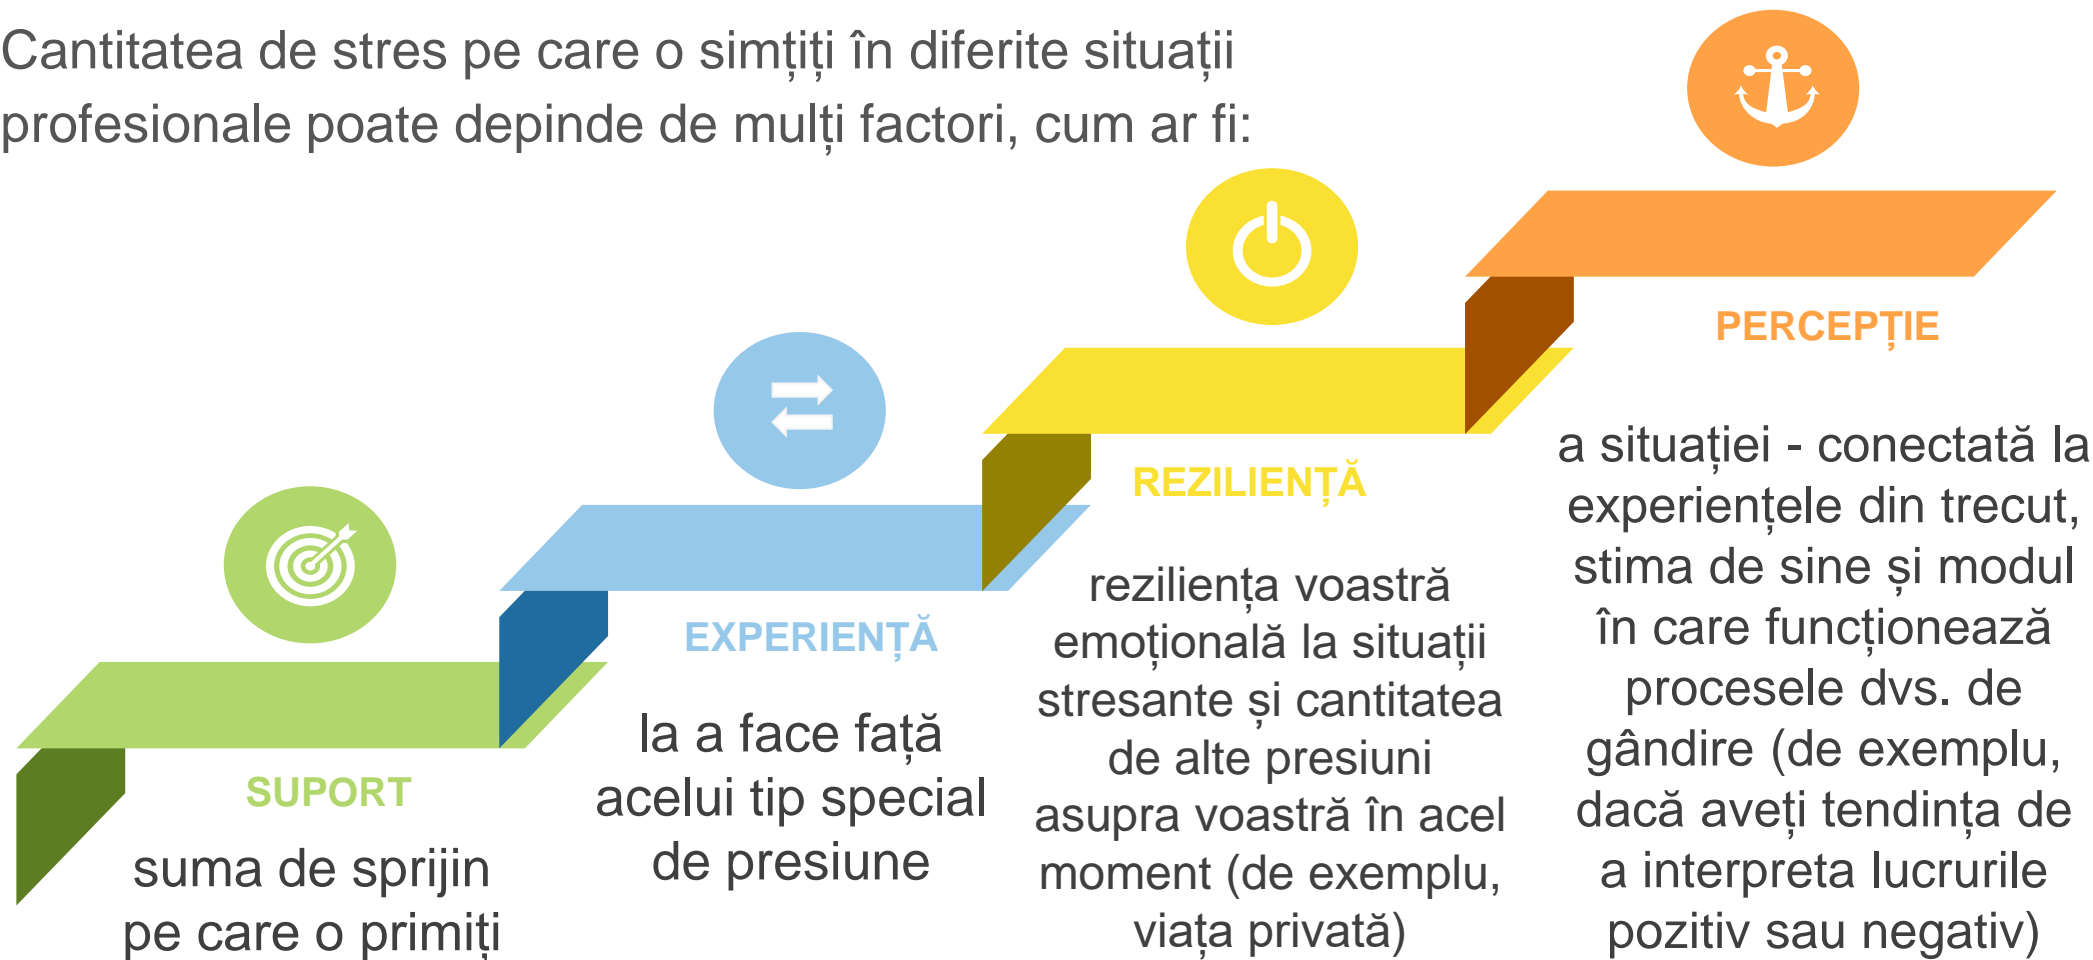 Cantitatea de stres pe care o simțiți în diferite situații
profesionale poate depinde de mulți factori, cum ar fi:
SUPORT
suma de sprijin
pe care o primiți
EXPERIENȚĂ
la a face față
acelui tip special
de presiune
REZILIENȚĂ
reziliența voastră
emoțională la situații
stresante și cantitatea
de alte presiuni
asupra voastră în acel
moment (de exemplu,
viața privată)
PERCEPȚIE
a situației - conectată la
experiențele din trecut,
stima de sine și modul
în care funcționează
procesele dvs. de
gândire (de exemplu,
dacă aveți tendința de
a interpreta lucrurile
pozitiv sau negativ)